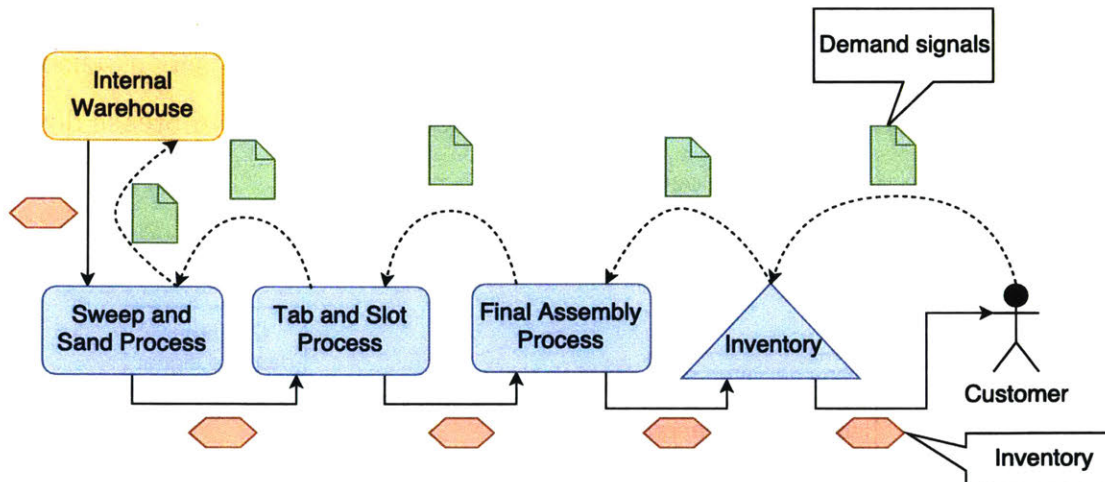 Demand signals
Internal
Warehouse
Sweep and
Sand Process
Tab and Slot
Process
Final Assembly
Process
Inventory
Customer
Inventory